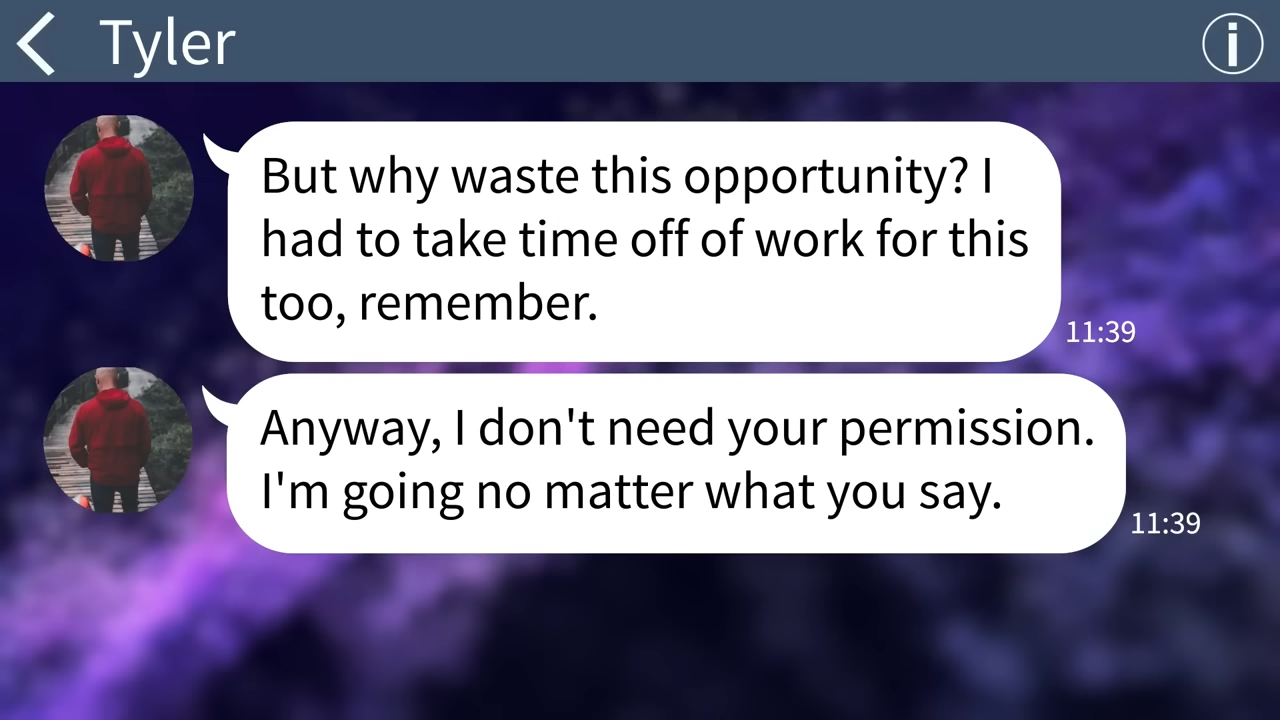 Tyler
But why waste this opportunity? I
had to take time off of work for this
too, remember.
11:39
Anyway, I don't need your permission.
I'm going no matter what you say.
11:39